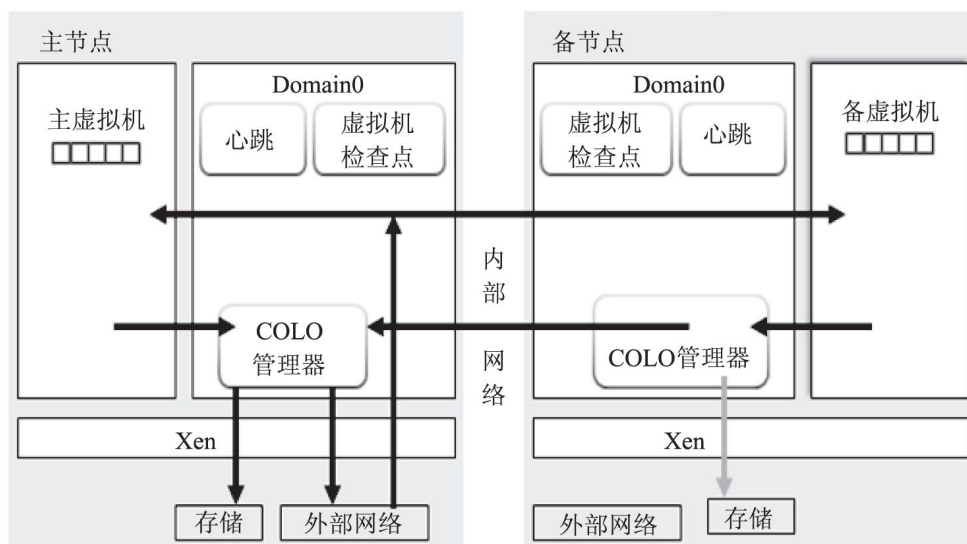 主节点
备节点
主虚拟机
Domain0
心跳
虚拟机
检查点
Domain0
虚拟机
检查点
心跳
备虚拟机
内
部
网
络
COLO
管理器
COLO管理器
Xen
Xen
存储
外部网络
外部网络
存储